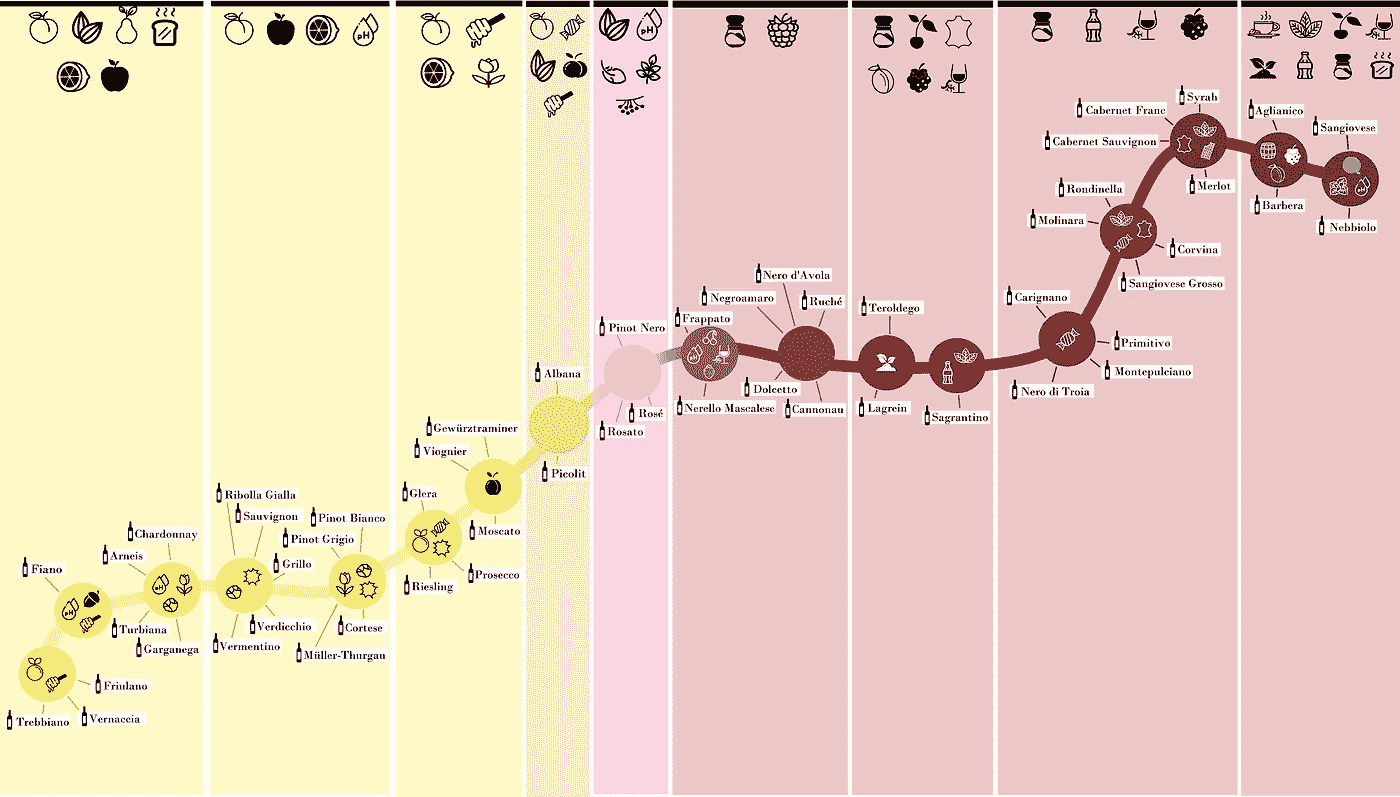 pH
pH
Fiano
Arneis
Chardonnay
pH
pH
Turbiana
Garganega
Friulano
Trebbiano
Vernaccia
Ribolla Gialla
Sauvignon
Pinot Bianco
Pinot Grigio
Grillo
Verdicchio
Vermentino
Cortese
Müller-Thurgau
Gewürztraminer
Viognier
Glera
Moscato
Prosecco
Riesling
Albana
Picolit
Pinot Nero
Rosé
Rosato
Frappato
Negroamaro
Nero d'Avola
Ruché
pH
Dolcetto
Nerello Mascalese
Cannonau
Teroldego
Lagrein
Sagrantino
Syrah
Cabernet Franc
Cabernet Sauvignon
Merlot
Rondinella
Molinara
Corvina
Sangiovese Grosso
Carignano
Primitivo
Montepulciano
Nero di Troia
Aglianico
Sangiovese
Barbera
pH
Nebbiolo